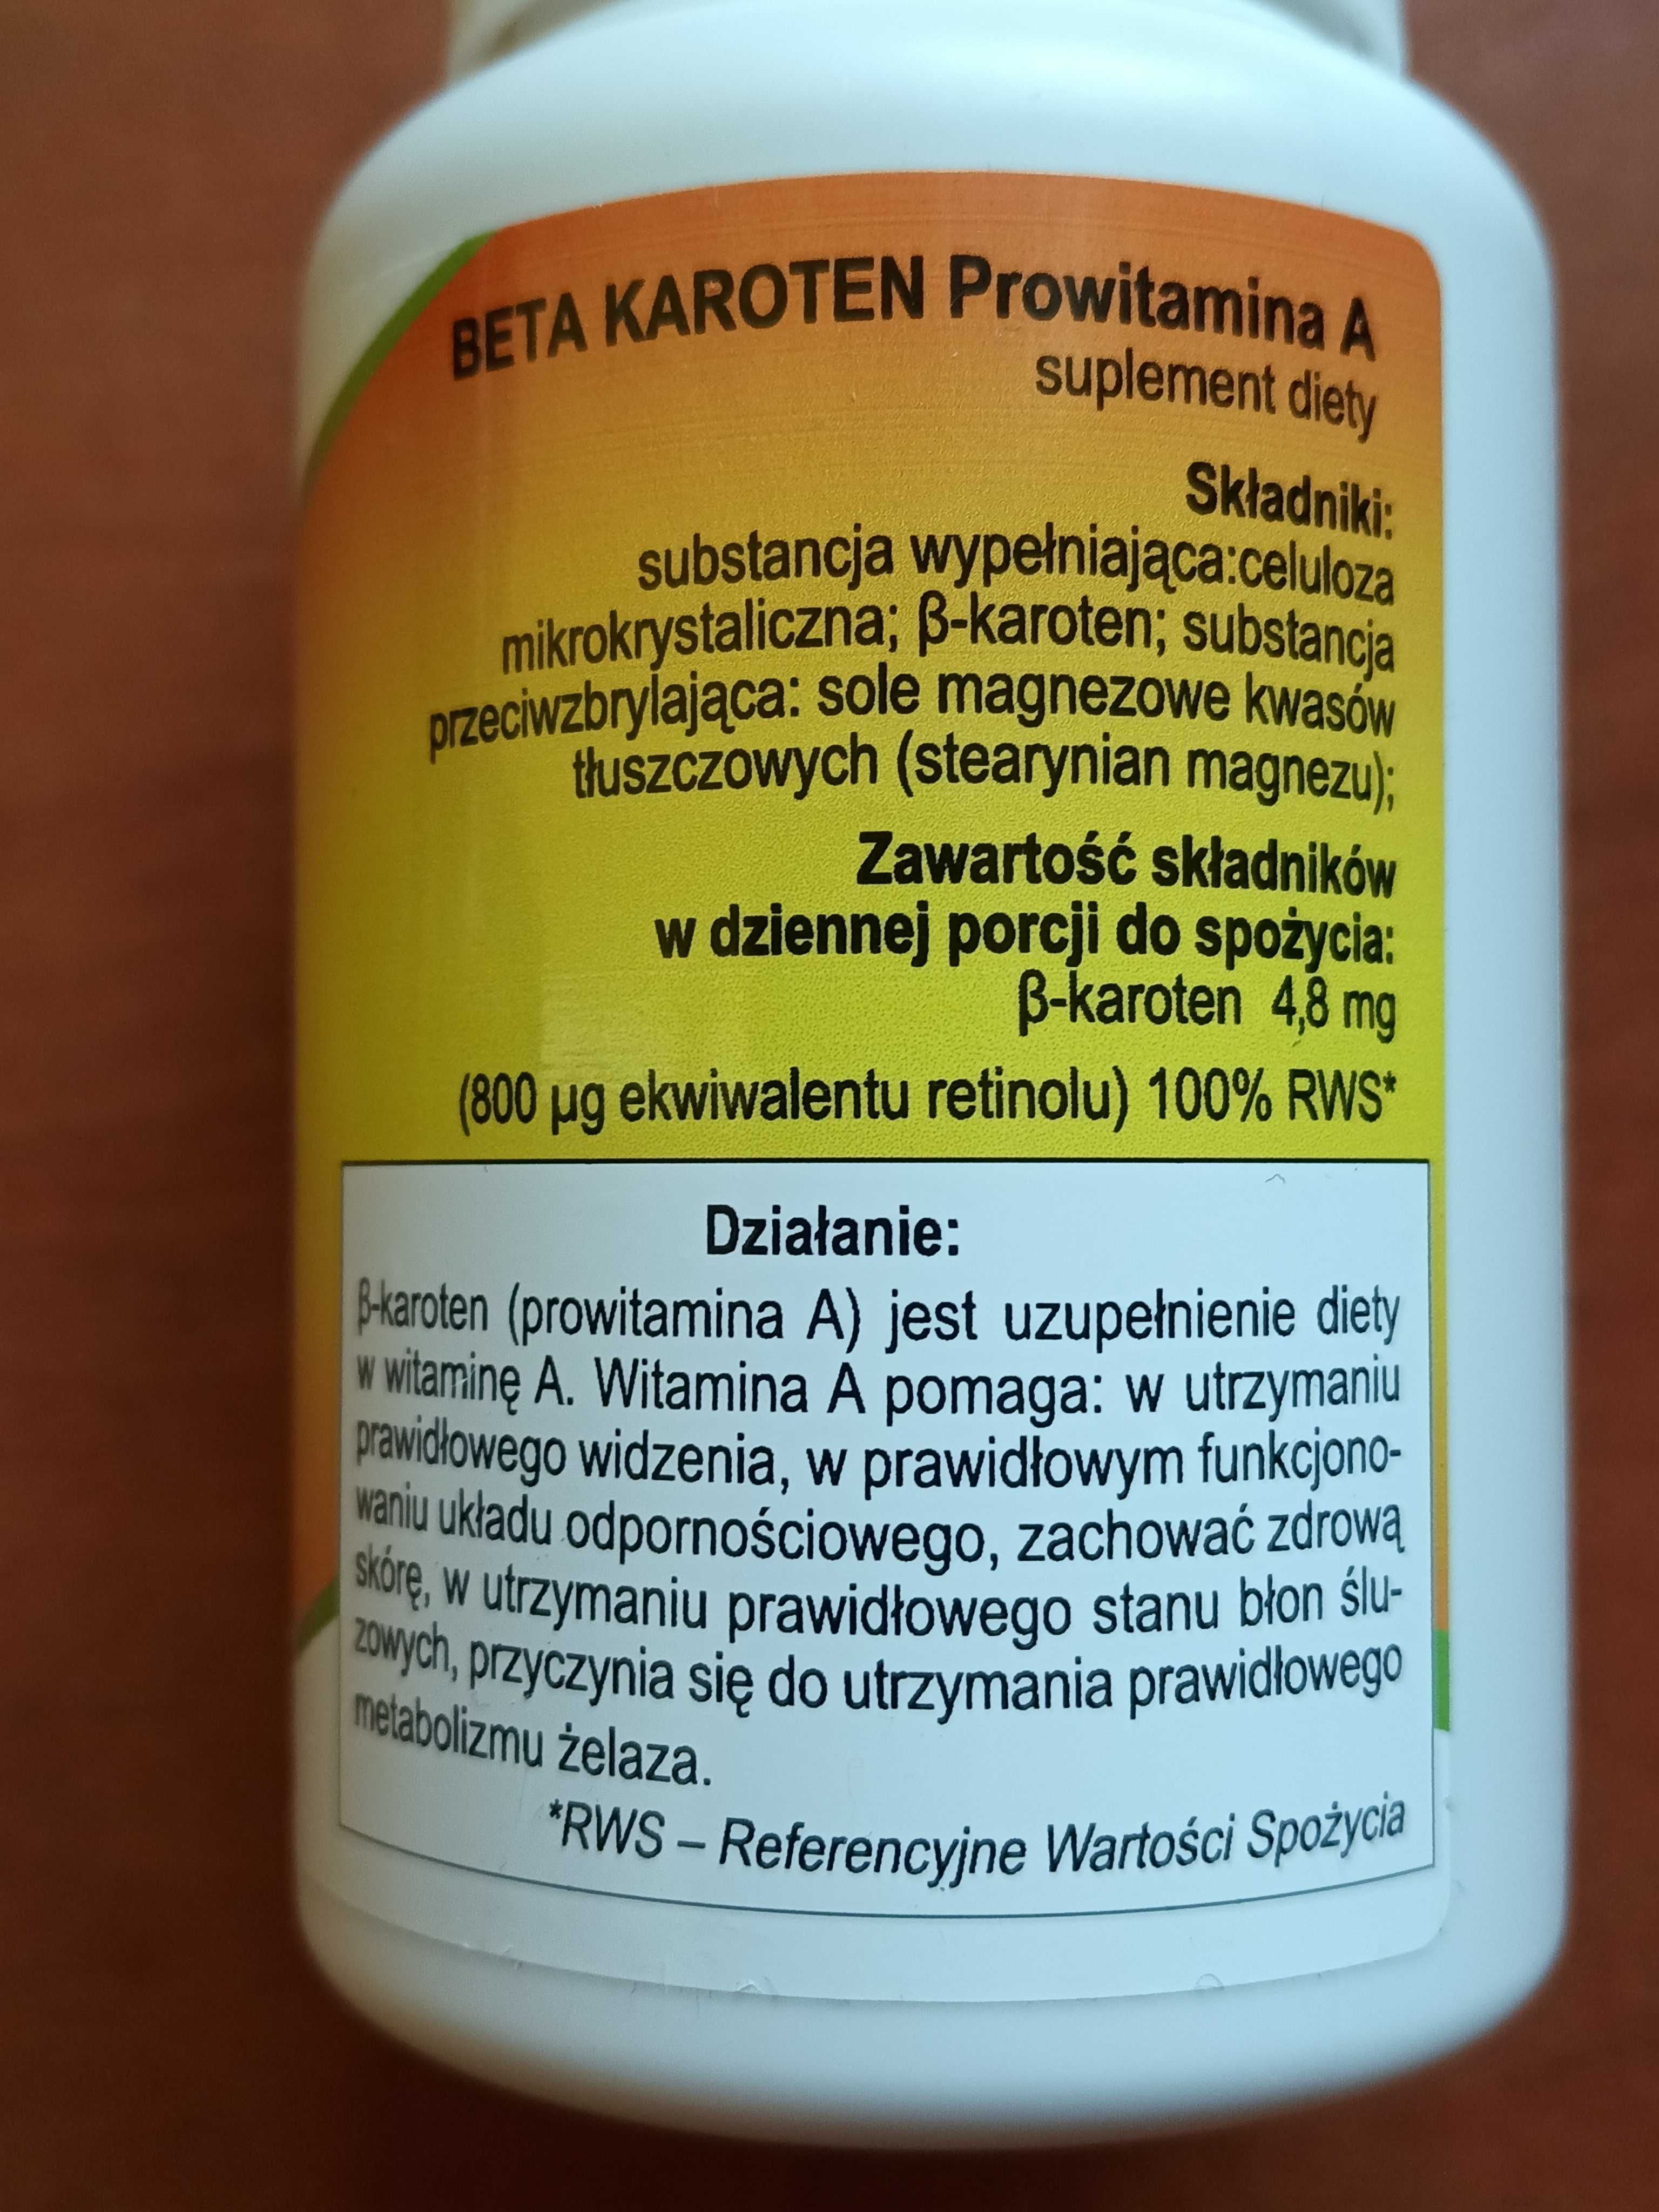 BETA KAROTEN Prowitamina A
suplement diety
Składniki:
substancja wypełniająca:celuloza
mikrokrystaliczna; β-karoten; substancja
przeciwzbrylająca: sole magnezowe kwasów
tłuszczowych (stearynian magnezu);
Zawartość składników
w dziennej porcji do spożycia:
β-karoten 4,8 mg
(800 µg ekwiwalentu retinolu) 100% RWS*
Działanie:
β-karoten (prowitamina A) jest uzupełnienie diety
w witaminę A. Witamina A pomaga: w utrzymaniu
prawidłowego widzenia, w prawidłowym funkcjono-
waniu układu odpornościowego, zachować zdrową
skórę, w utrzymaniu prawidłowego stanu błon ślu-
zowych, przyczynia się do utrzymania prawidłowego
metabolizmu żelaza.
*RWS – Referencyjne Wartości Spożycia